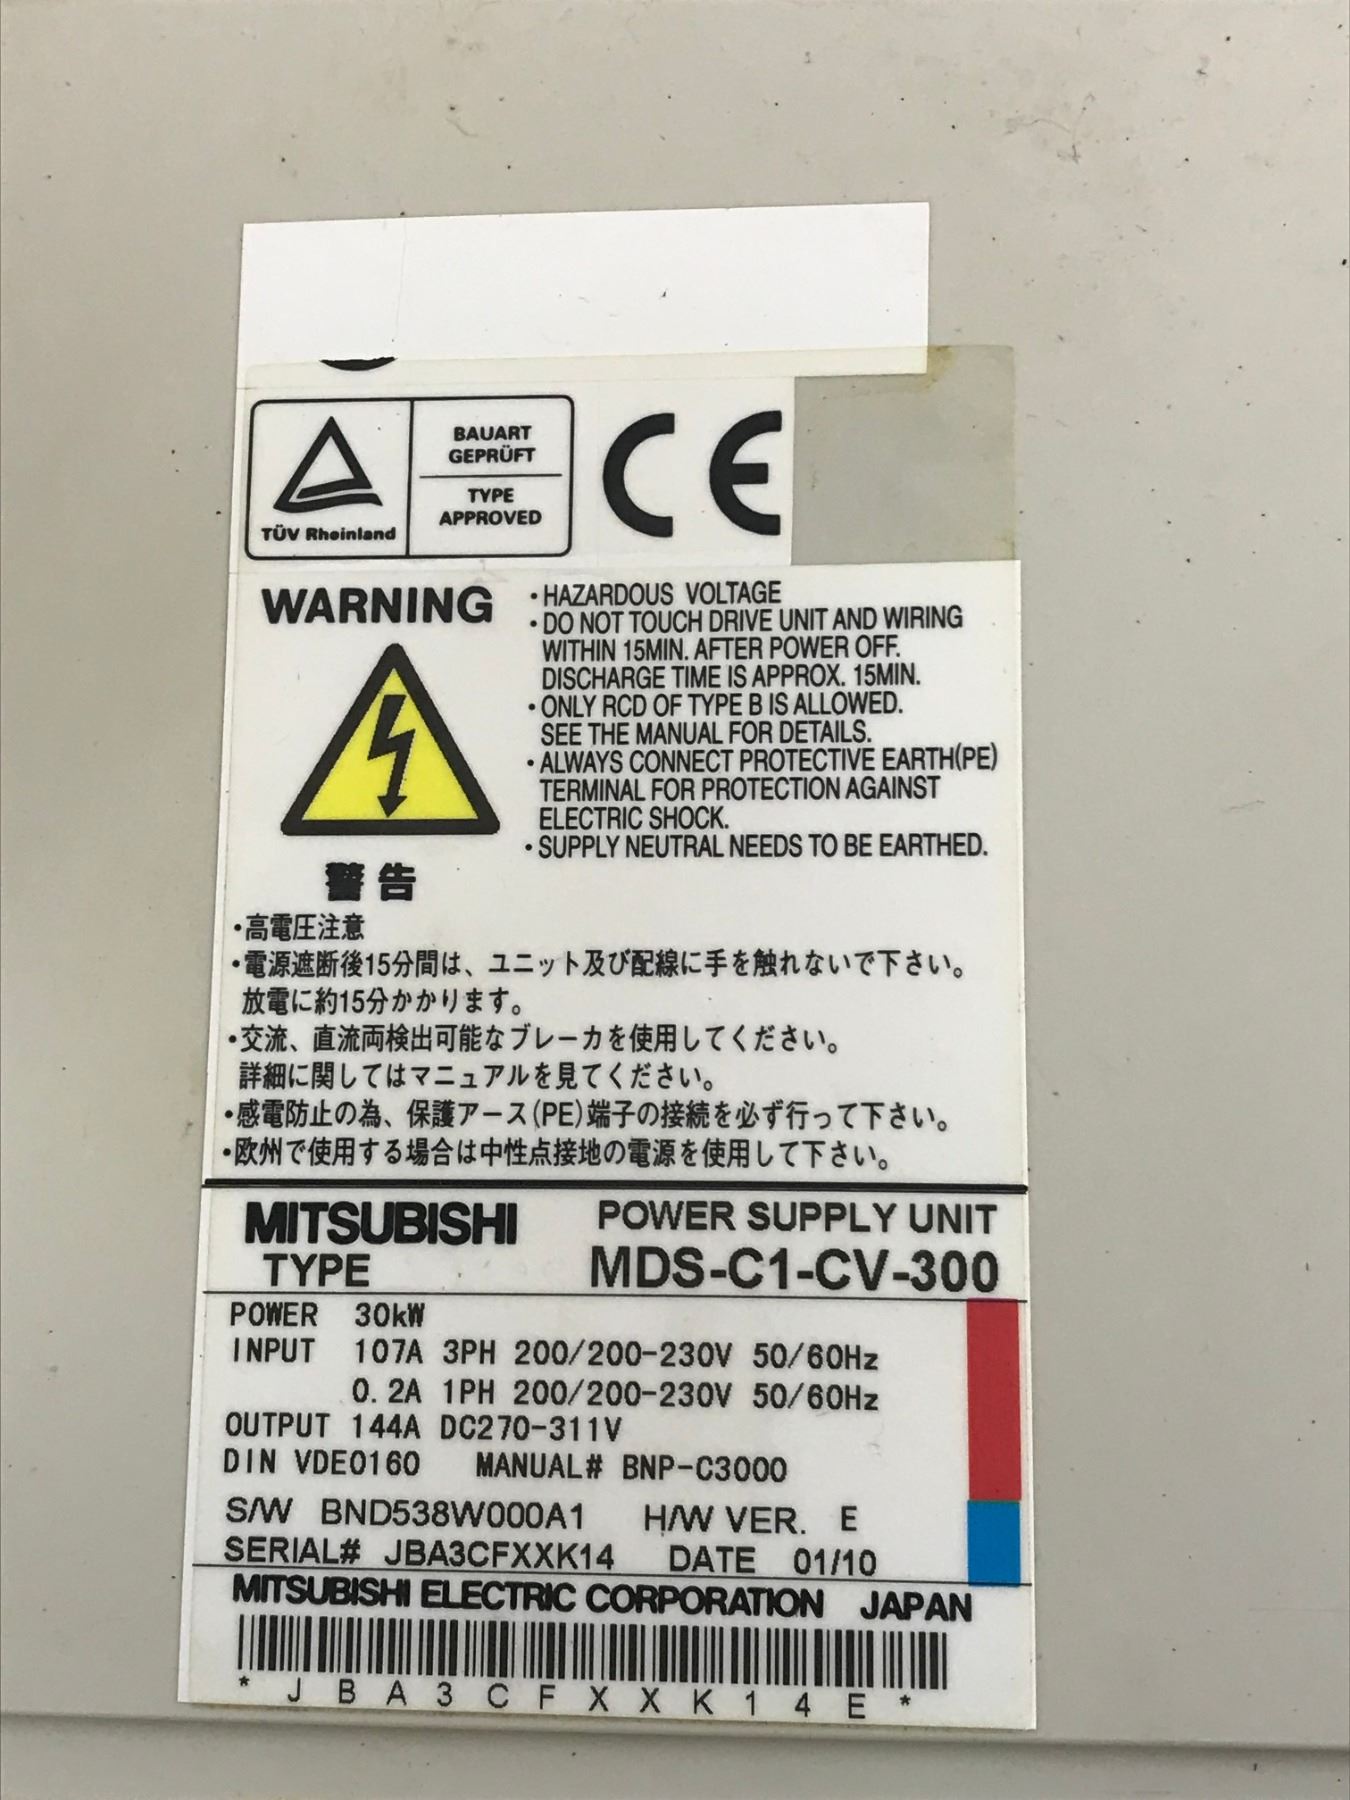 BAUART
GEPRÜFT
TYPE
APPROVED
TÜV Rheinland
CE
WARNING
・HAZARDOUS VOLTAGE
・DO NOT TOUCH DRIVE UNIT AND WIRING
WITHIN 15MIN. AFTER POWER OFF.
DISCHARGE TIME IS APPROX. 15MIN.
・ONLY RCD OF TYPE B IS ALLOWED.
SEE THE MANUAL FOR DETAILS.
・ALWAYS CONNECT PROTECTIVE EARTH(PE)
TERMINAL FOR PROTECTION AGAINST
ELECTRIC SHOCK.
・SUPPLY NEUTRAL NEEDS TO BE EARTHED.
警告
・高電圧注意
・電源遮断後15分間は、ユニット及び配線に手を触れないで下さい。
放電に約15分かかります。
・交流、直流両検出可能なブレーカを使用してください。
詳細に関してはマニュアルを見てください。
・感電防止の為、保護アース(PE)端子の接続を必ず行って下さい。
・欧州で使用する場合は中性点接地の電源を使用して下さい。
MITSUBISHI POWER SUPPLY UNIT
TYPE MDS-C1-CV-300
POWER 30kW
INPUT 107A 3PH 200/200-230V 50/60Hz
0.2A 1PH 200/200-230V 50/60Hz
OUTPUT 144A DC270-311V
DIN VDE0160 MANUAL# BNP-C3000
S/W BND538W000A1 H/W VER. E
SERIAL# JBA3CFXXK14 DATE 01/10
MITSUBISHI ELECTRIC CORPORATION JAPAN
*JBA3CFXXK14E*